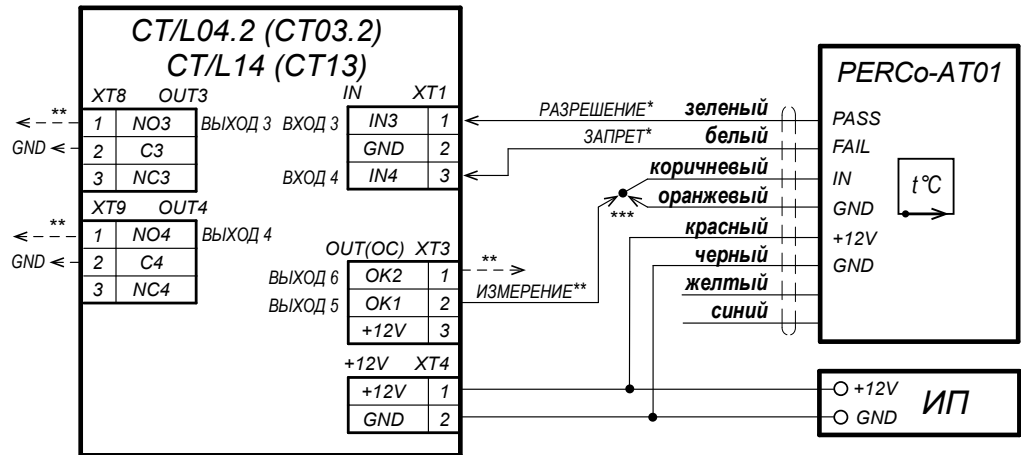 CT/L04.2 (CT03.2)
CT/L14 (CT13)
XT8 OUT3
1 NO3 ВЫХОД 3
2 C3
3 NC3
**
GND
XT9 OUT4
1 NO4 ВЫХОД 4
2 C4
3 NC4
**
GND
IN XT1
ВХОД 3 IN3 1
GND 2
ВХОД 4 IN4 3
OUT(OC) XT3
ВЫХОД 6 OK2 1
ВЫХОД 5 OK1 2
+12V 3
+12V XT4
+12V 1
GND 2
РАЗРЕШЕНИЕ*
ЗАПРЕТ*
**
ИЗМЕРЕНИЕ**
***
зеленый
белый
коричневый
оранжевый
красный
черный
желтый
синий
PERCo-AT01
PASS
FAIL
IN
GND
+12V
GND
t°C
+12V
GND
ИП